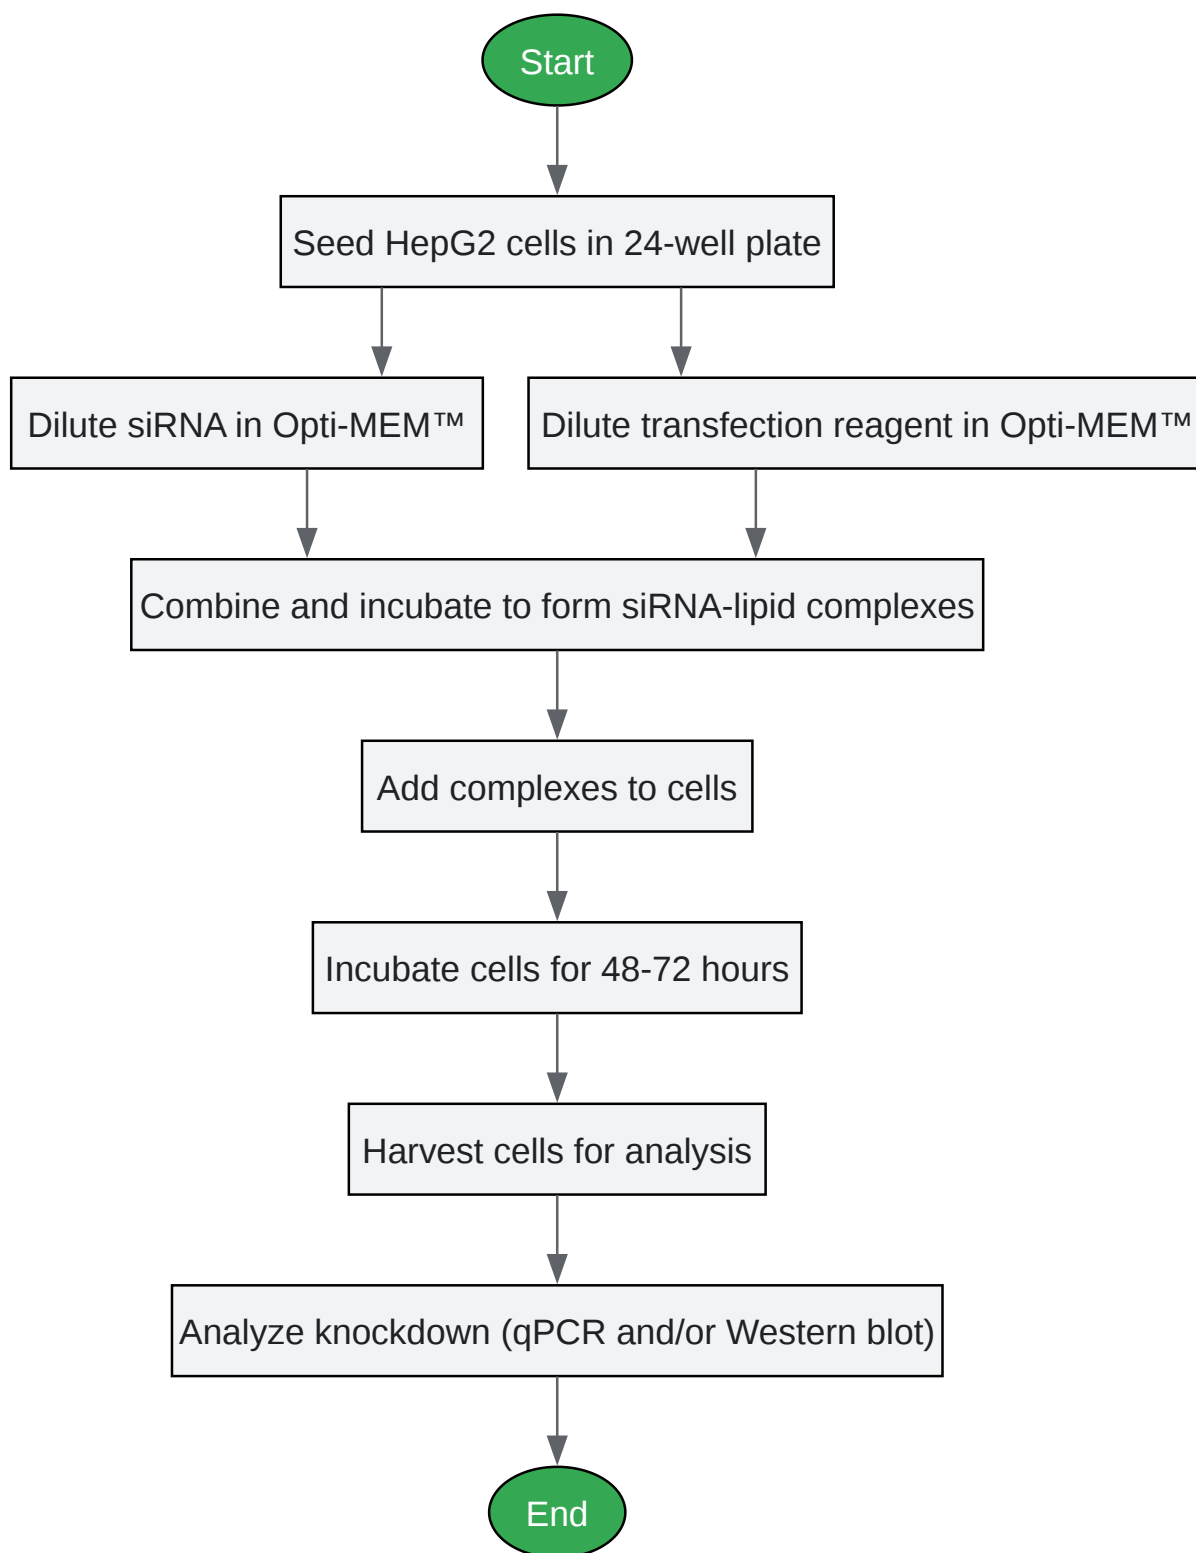 Start
Seed HepG2 cells in 24-well plate
Dilute siRNA in Opti-MEM™
Dilute transfection reagent in Opti-MEM™
Combine and incubate to form siRNA-lipid complexes
Add complexes to cells
Incubate cells for 48-72 hours
Harvest cells for analysis
Analyze knockdown (qPCR and/or Western blot)
End